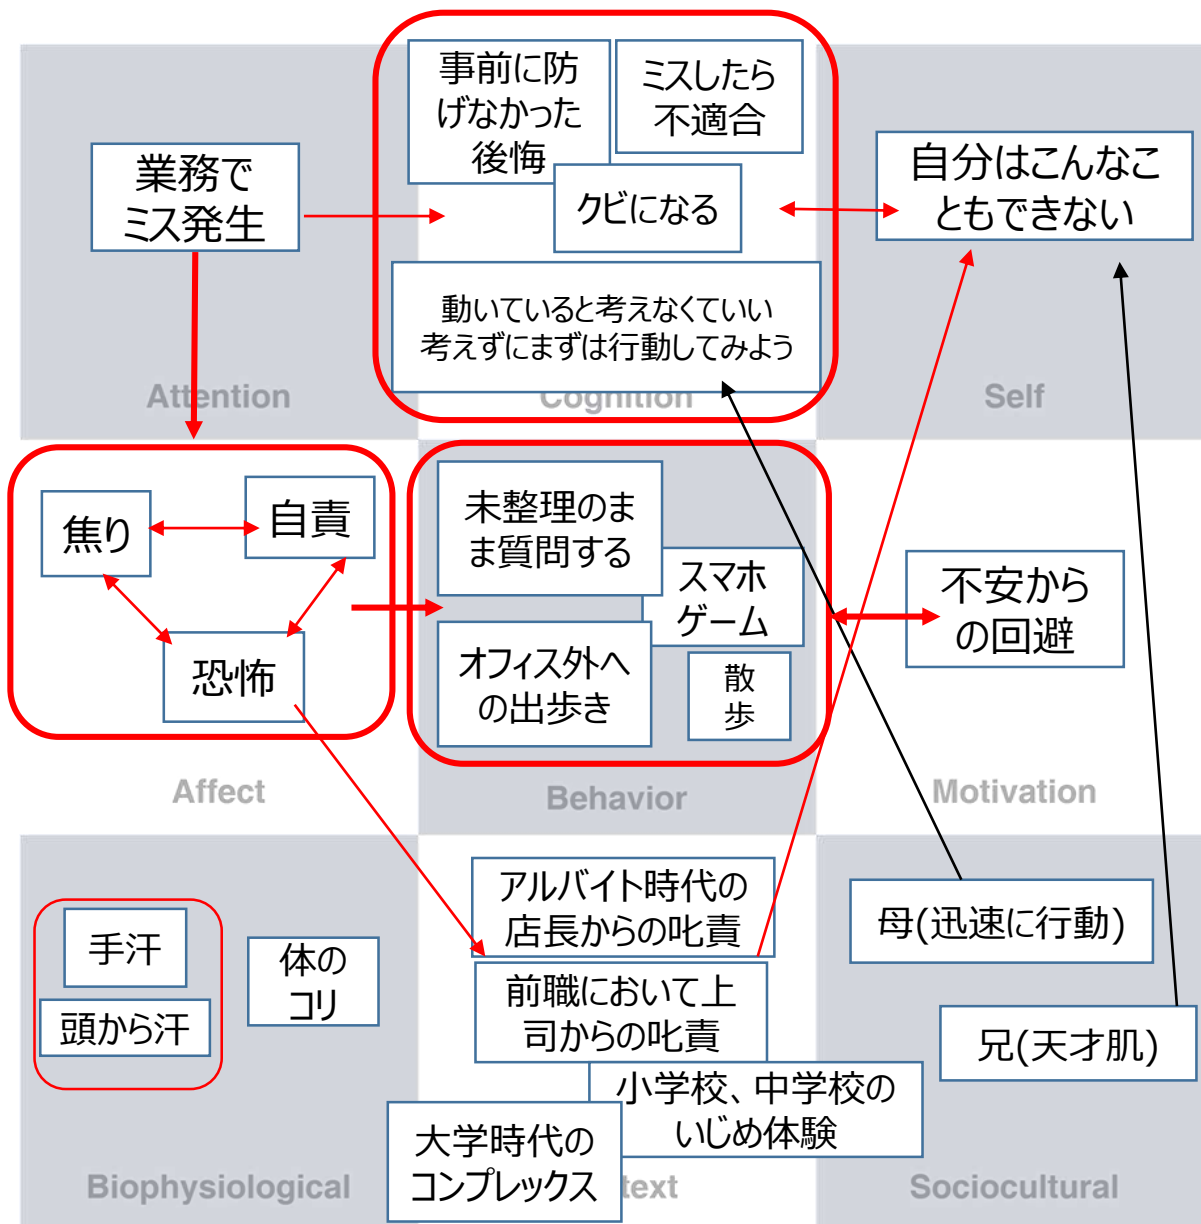 事前に防
げなかった
後悔
ミスしたら
不適合
業務で
ミス発生
クビになる
自分はこんなこ
ともできない
動いていると考えなくていい
考えずにまずは行動してみよう
Attention
Cognition
Self
焦り
自責
恐怖
未整理のま
ま質問する
スマホ
ゲーム
オフィス外へ
の出歩き
散
歩
不安から
の回避
Affect
Behavior
Motivation
手汗
頭から汗
体の
コリ
アルバイト時代の
店長からの叱責
前職において上
司からの叱責
小学校、中学校の
いじめ体験
大学時代の
コンプレックス
母(迅速に行動)
兄(天才肌)
Biophysiological
text
Sociocultural